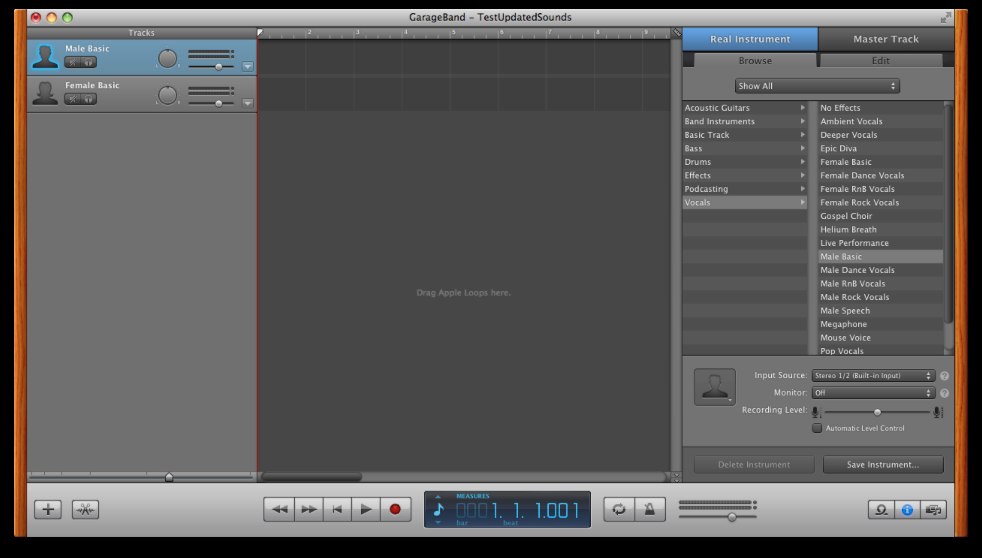 GarageBand – TestUpdatedSounds
Tracks
2 3 4 5 6 7 8 9
Male Basic
Female Basic
Drag Apple Loops here.
Real Instrument Master Track
Browse Edit
Show All
Acoustic Guitars
Band Instruments
Basic Track
Bass
Drums
Effects
Podcasting
Vocals
No Effects
Ambient Vocals
Deeper Vocals
Epic Diva
Female Basic
Female Dance Vocals
Female RnB Vocals
Female Rock Vocals
Gospel Choir
Helium Breath
Live Performance
Male Basic
Male Dance Vocals
Male RnB Vocals
Male Rock Vocals
Male Speech
Megaphone
Mouse Voice
Pop Vocals
Input Source: Stereo 1/2 (Built-in Input) ?
Monitor: Off ?
Recording Level:
Automatic Level Control
Delete Instrument Save Instrument...
MEASURES
0001. 1. 1.001
bar beat